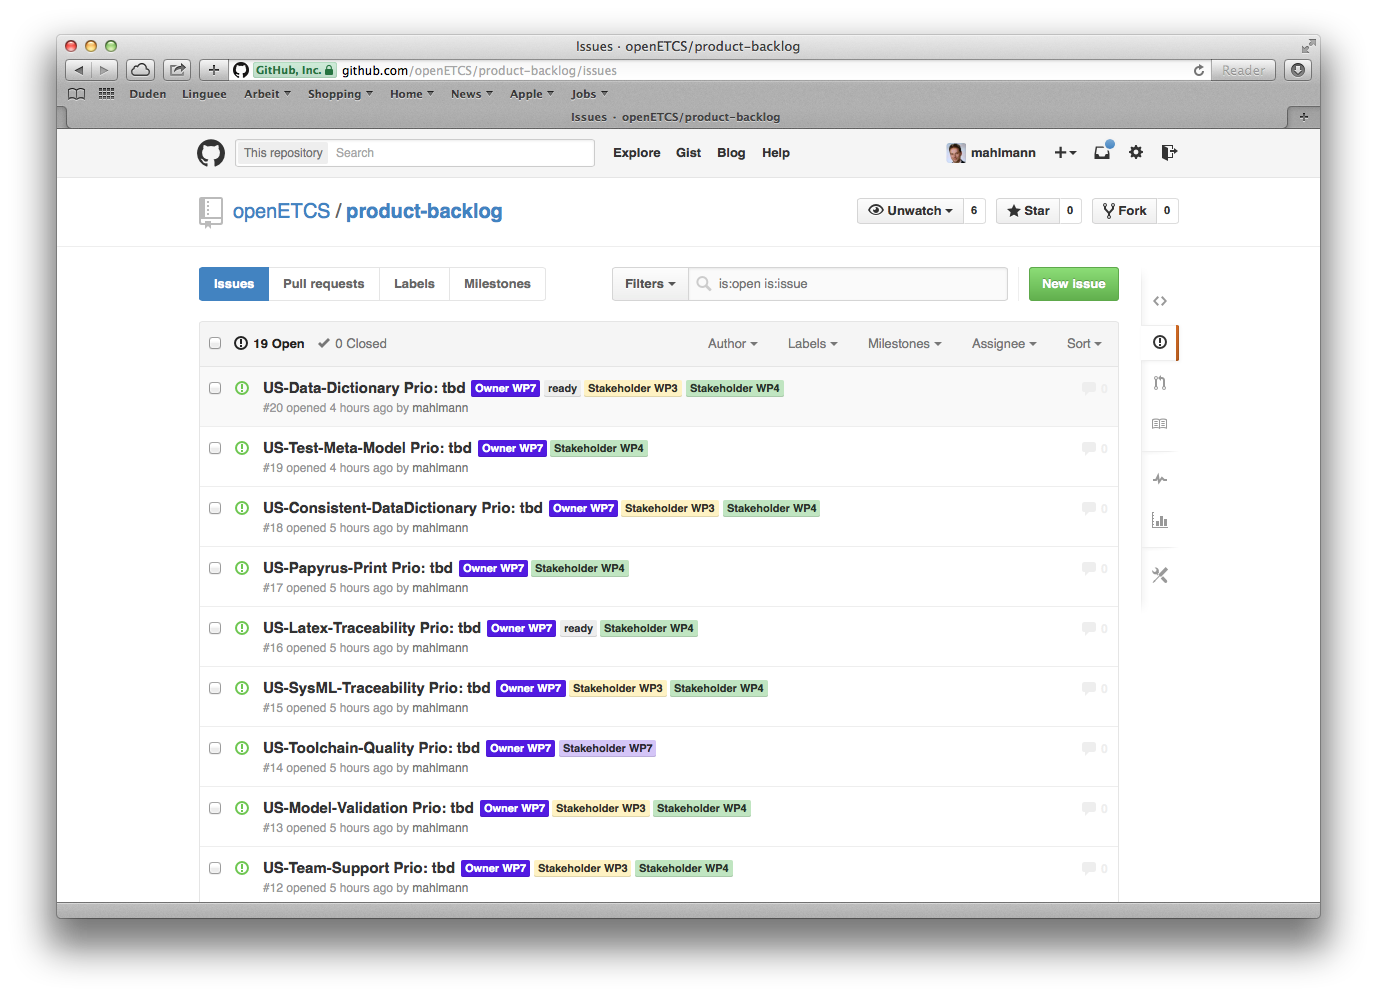 Issues · openETCS/product-backlog
GitHub, Inc. github.com/openETCS/product-backlog/issues Reader
Duden Linguee Arbeit Shopping Home News Apple Jobs
Issues · openETCS/product-backlog
This repository Search Explore Gist Blog Help mahlmann
openETCS / product-backlog Unwatch 6 Star 0 Fork 0
Issues Pull requests Labels Milestones Filters is:open is:issue New issue
19 Open 0 Closed Author Labels Milestones Assignee Sort
US-Data-Dictionary Prio: tbd Owner WP7 ready Stakeholder WP3 Stakeholder WP4 0
#20 opened 4 hours ago by mahlmann
US-Test-Meta-Model Prio: tbd Owner WP7 Stakeholder WP4 0
#19 opened 4 hours ago by mahlmann
US-Consistent-DataDictionary Prio: tbd Owner WP7 Stakeholder WP3 Stakeholder WP4 0
#18 opened 5 hours ago by mahlmann
US-Papyrus-Print Prio: tbd Owner WP7 Stakeholder WP4 0
#17 opened 5 hours ago by mahlmann
US-Latex-Traceability Prio: tbd Owner WP7 ready Stakeholder WP4 0
#16 opened 5 hours ago by mahlmann
US-SysML-Traceability Prio: tbd Owner WP7 Stakeholder WP3 Stakeholder WP4 0
#15 opened 5 hours ago by mahlmann
US-Toolchain-Quality Prio: tbd Owner WP7 Stakeholder WP7 0
#14 opened 5 hours ago by mahlmann
US-Model-Validation Prio: tbd Owner WP7 Stakeholder WP3 Stakeholder WP4 0
#13 opened 5 hours ago by mahlmann
US-Team-Support Prio: tbd Owner WP7 Stakeholder WP3 Stakeholder WP4 0
#12 opened 5 hours ago by mahlmann